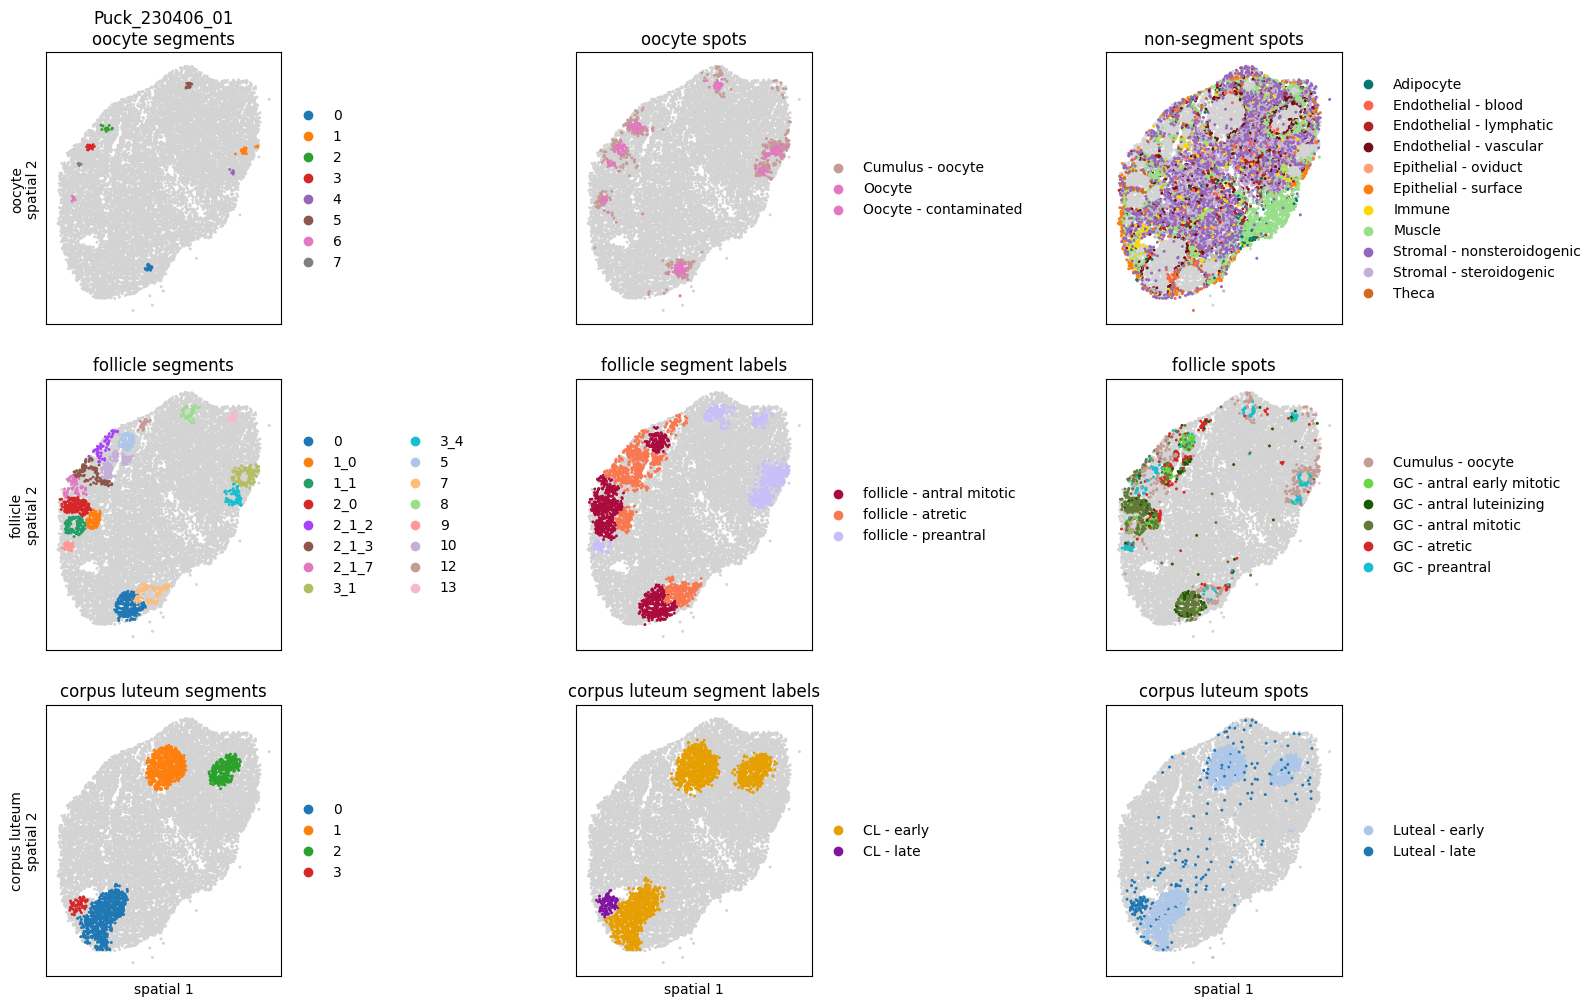 Puck_230406_01
oocyte segments
oocyte spots
non-segment spots
oocyte
spatial 2
0
1
2
3
4
5
6
7
Cumulus - oocyte
Oocyte
Oocyte - contaminated
Adipocyte
Endothelial - blood
Endothelial - lymphatic
Endothelial - vascular
Epithelial - oviduct
Epithelial - surface
Immune
Muscle
Stromal - nonsteroidogenic
Stromal - steroidogenic
Theca
follicle segments
follicle segment labels
follicle spots
follicle
spatial 2
0
1_0
1_1
2_0
2_1_2
2_1_3
2_1_7
3_1
3_4
5
7
8
9
10
12
13
follicle - antral mitotic
follicle - atretic
follicle - preantral
Cumulus - oocyte
GC - antral early mitotic
GC - antral luteinizing
GC - antral mitotic
GC - atretic
GC - preantral
corpus luteum segments
corpus luteum segment labels
corpus luteum spots
corpus luteum
spatial 2
0
1
2
3
CL - early
CL - late
Luteal - early
Luteal - late
spatial 1
spatial 1
spatial 1